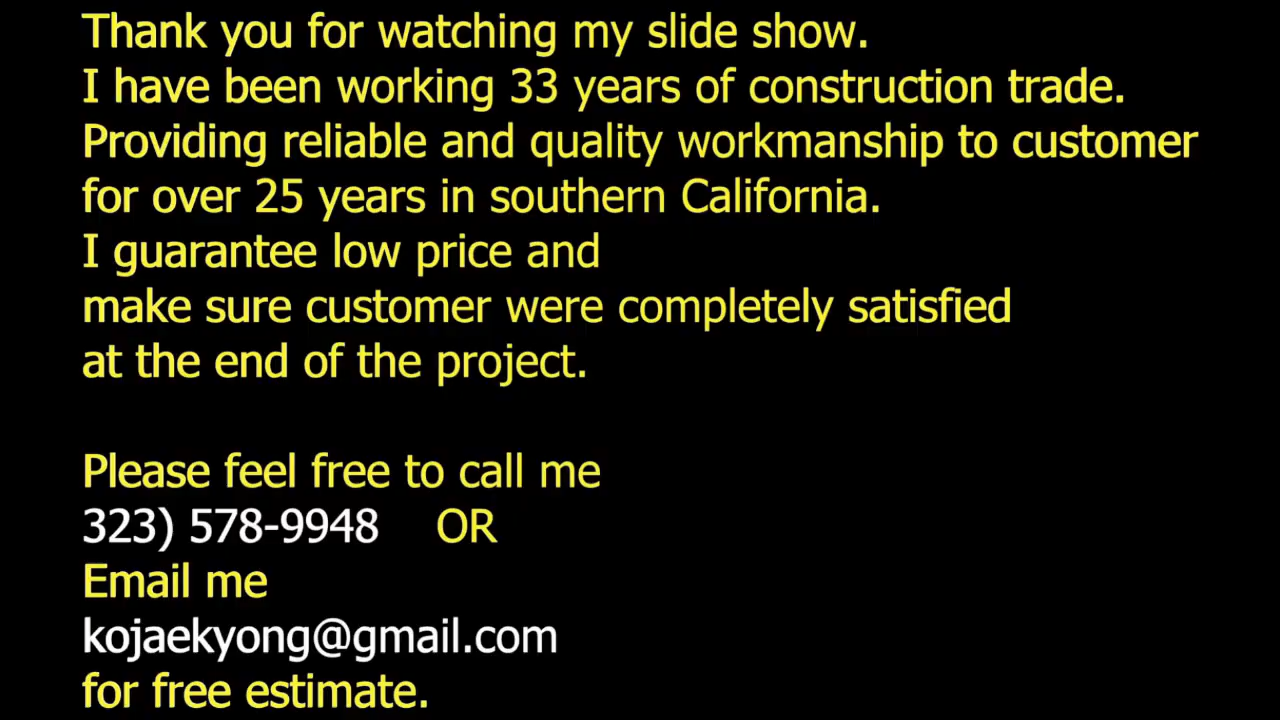 Thank you for watching my slide show.
I have been working 33 years of construction trade.
Providing reliable and quality workmanship to customer
for over 25 years in southern California.
I guarantee low price and
make sure customer were completely satisfied
at the end of the project.
Please feel free to call me
323) 578-9948 OR
Email me
kojaekyong@gmail.com
for free estimate.